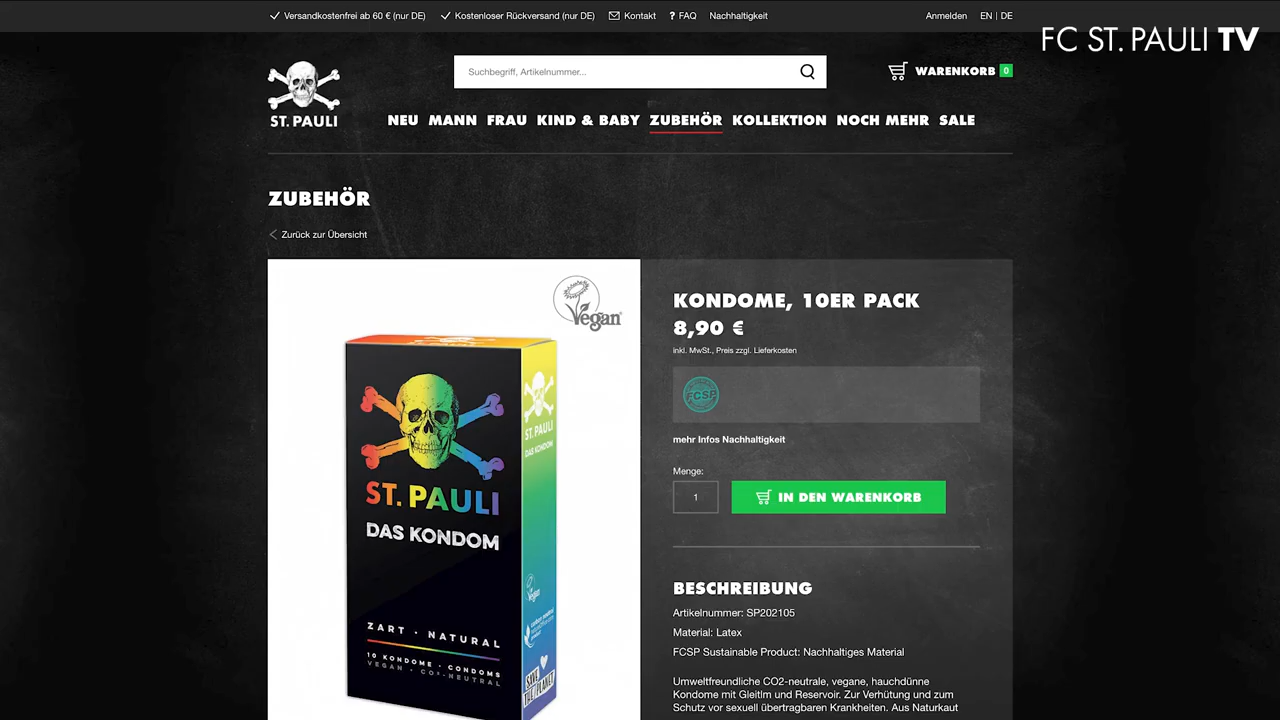 Versandkostenfrei ab 60 € (nur DE)
Kostenloser Rückversand (nur DE)
Kontakt
? FAQ
Nachhaltigkeit
Anmelden
EN | DE
FC ST. PAULI TV
ST. PAULI
Suchbegriff, Artikelnummer...
WARENKORB 0
NEU MANN FRAU KIND & BABY ZUBEHÖR KOLLEKTION NOCH MEHR SALE
ZUBEHÖR
Zurück zur Übersicht
Vegan
ST. PAULI
DAS KONDOM
ZART · NATURAL
10 KONDOME · CONDOMS
VEGAN · CO²-NEUTRAL
ST. PAULI
DAS KONDOM
Vegan
SAVE
THE PLANET
KONDOME, 10ER PACK
8,90 €
inkl. MwSt., Preis zzgl. Lieferkosten
FCSP
mehr Infos Nachhaltigkeit
Menge:
1
IN DEN WARENKORB
BESCHREIBUNG
Artikelnummer: SP202105
Material: Latex
FCSP Sustainable Product: Nachhaltiges Material
Umweltfreundliche CO2-neutrale, vegane, hauchdünne
Kondome mit Gleitlm und Reservoir. Zur Verhütung und zum
Schutz vor sexuell übertragbaren Krankheiten. Aus Naturkaut